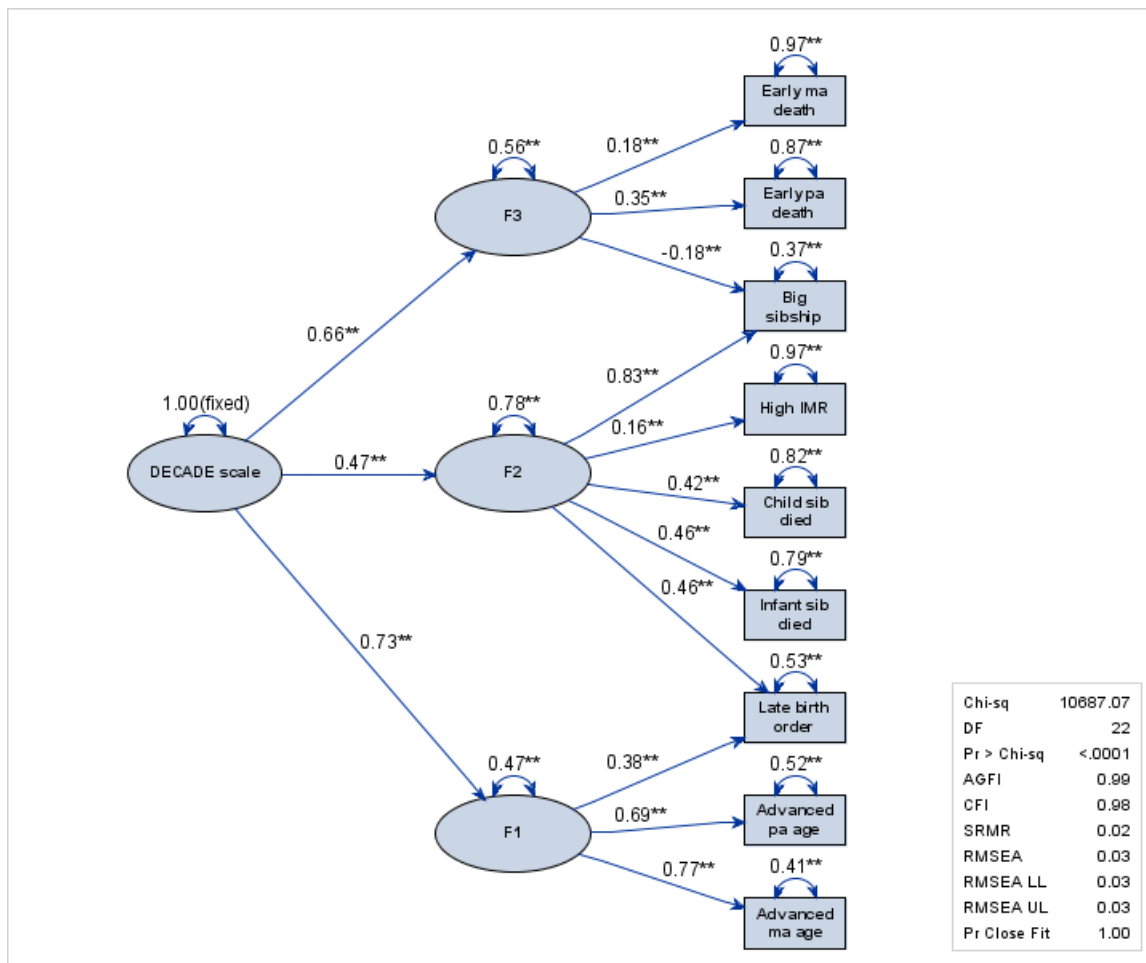 0.97**
Early ma
death
0.18**
0.56**
0.87**
F3
0.35**
Early pa
death
-0.18**
0.37**
Big
sibship
0.66**
0.83**
0.97**
1.00(fixed)
0.78**
High IMR
0.16**
DECADE scale
0.47**
F2
0.82**
0.42**
Child sib
died
0.46**
0.79**
0.46**
Infant sib
died
0.73**
0.53**
Late birth
order
0.47**
0.38**
0.52**
F1
0.69**
Advanced
pa age
0.77**
0.41**
Advanced
ma age
Chi-sq 10687.07
DF 22
Pr > Chi-sq <.0001
AGFI 0.99
CFI 0.98
SRMR 0.02
RMSEA 0.03
RMSEA LL 0.03
RMSEA UL 0.03
Pr Close Fit 1.00